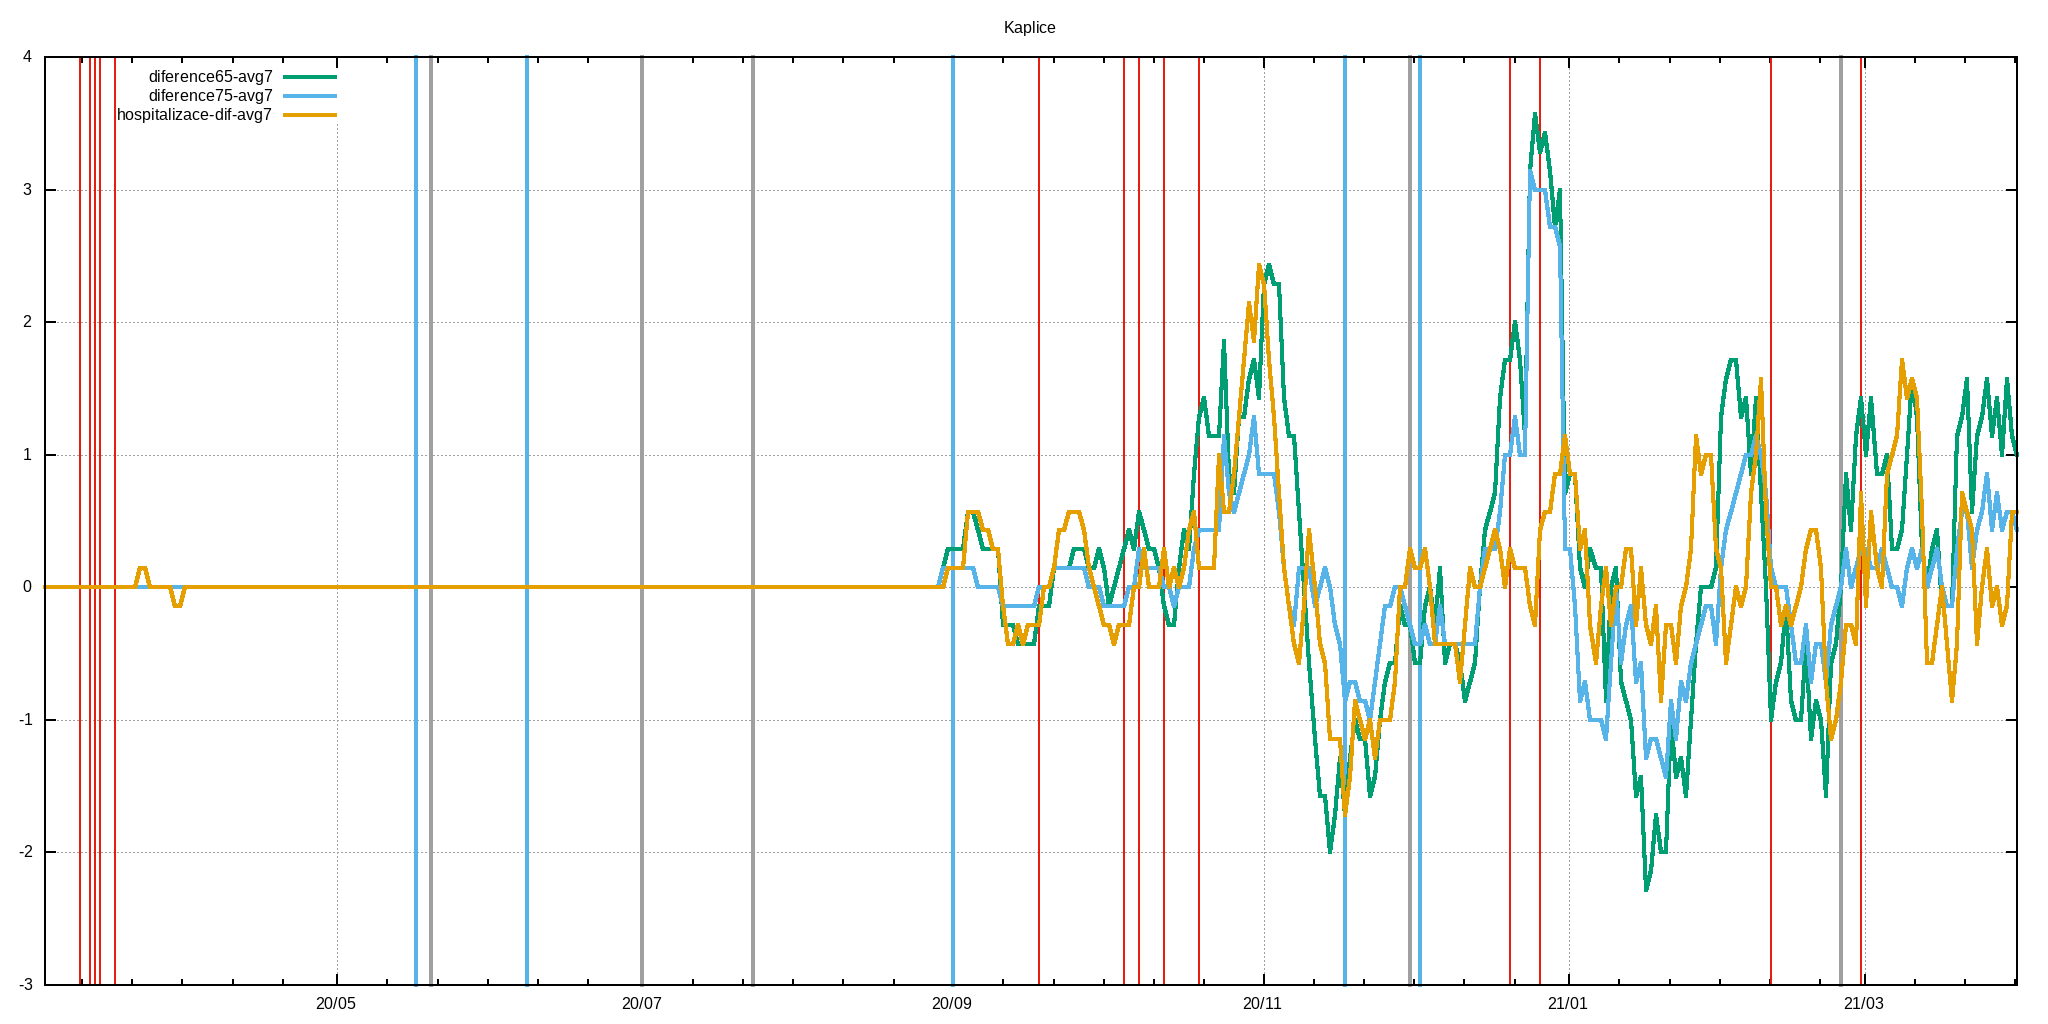 Kaplice
4
diference65-avg7
diference75-avg7
hospitalizace-dif-avg7
3
2
1
0
-1
-2
-3
20/05 20/07 20/09 20/11 21/01 21/03